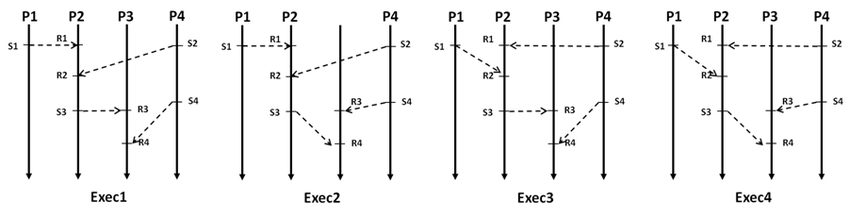 P1 P2 P3 P4
S1 R1 S2
R2
S3 R3 S4
R4
Exec1
P1 P2 P4
S1 R1 S2
R2
S3 R3 S4
R4
Exec2
P1 P2 P3 P4
S1 R1 S2
R2
S3 R3 S4
R4
Exec3
P1 P2 P3 P4
S1 R1 S2
R2
S3 R3 S4
R4
Exec4